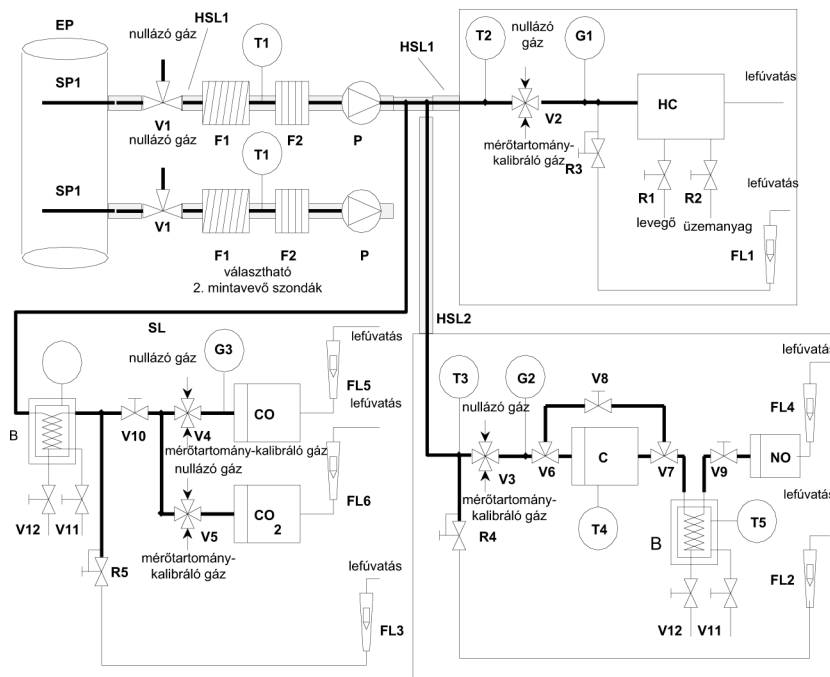 EP
nullázó gáz
HSL1
T1
SP1
V1
F1
F2
P
nullázó gáz
T1
SP1
V1
F1
F2
P
választható
2. mintavevő szondák
HSL1
T2
nullázó
gáz
G1
lefúvatás
HC
V2
mérőtartomány-
kalibráló gáz
R3
R1
R2
levegő
üzemanyag
lefúvatás
FL1
HSL2
SL
nullázó gáz
G3
lefúvatás
FL5
lefúvatás
B
V10
V4
CO
mérőtartomány-kalibráló gáz
nullázó gáz
FL6
V12
V11
V5
CO
2
mérőtartomány-
kalibráló gáz
R5
lefúvatás
FL3
T3
G2
V8
lefúvatás
FL4
nullázó gáz
V3
V6
C
V7
V9
NO
mérőtartomány-
kalibráló gáz
lefúvatás
R4
T4
B
T5
FL2
V12
V11